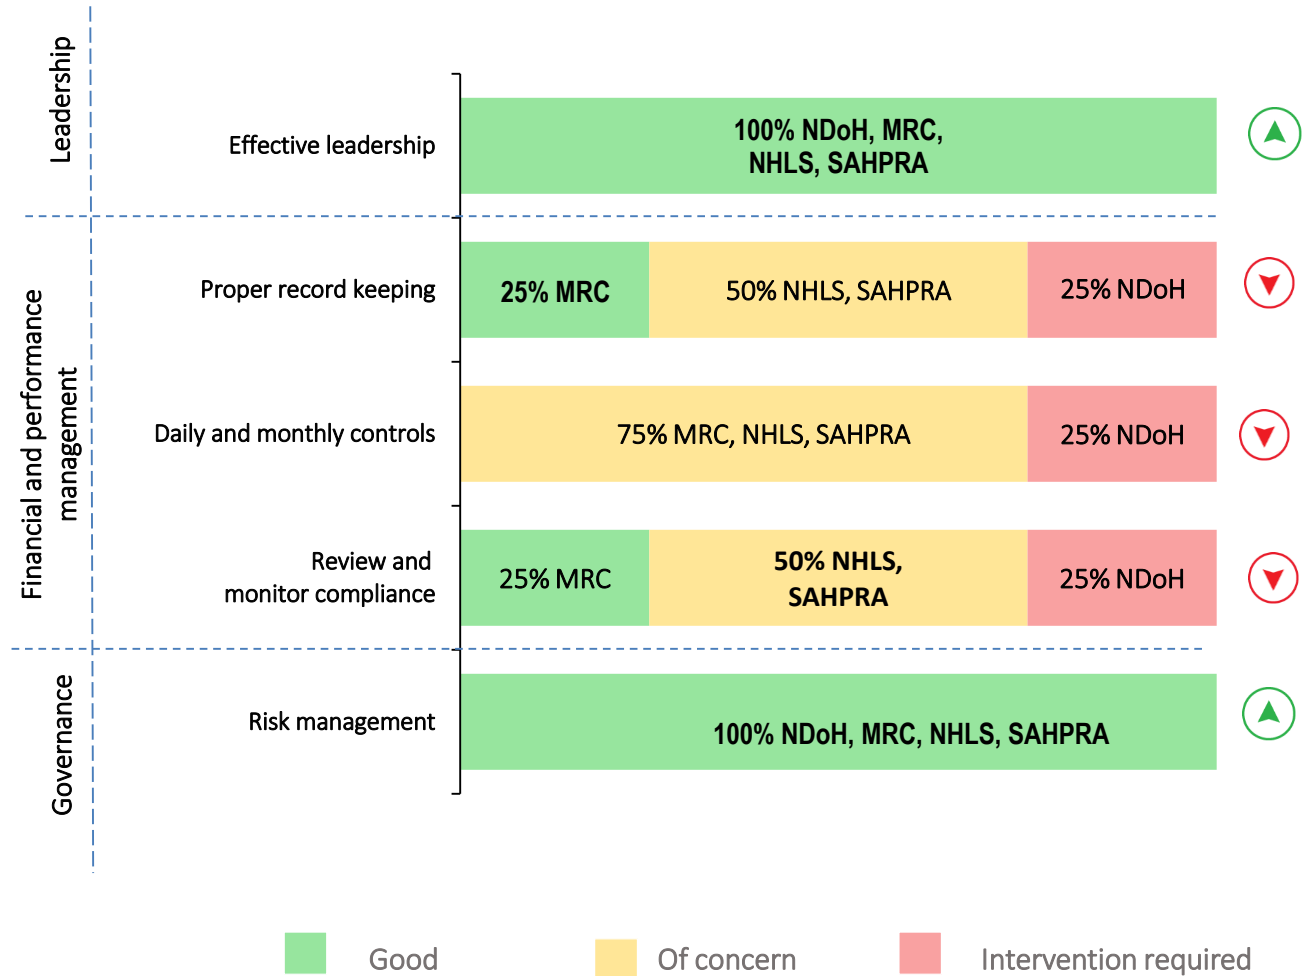 Leadership
Effective leadership
100% NDoH, MRC,
NHLS, SAHPRA
Financial and performance
management
Proper record keeping
25% MRC
50% NHLS, SAHPRA
25% NDoH
Daily and monthly controls
75% MRC, NHLS, SAHPRA
25% NDoH
Review and
monitor compliance
25% MRC
50% NHLS,
SAHPRA
25% NDoH
Governance
Risk management
100% NDoH, MRC, NHLS, SAHPRA
Good
Of concern
Intervention required